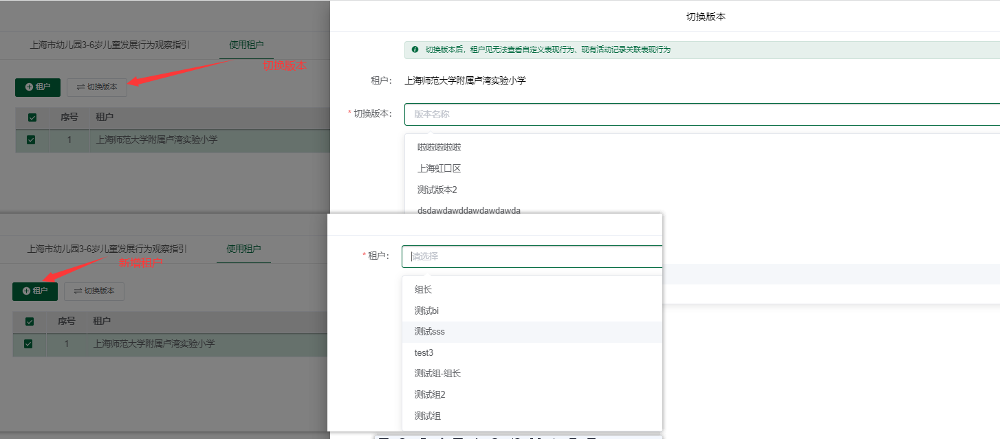 切换版本
上海市幼儿园3-6岁儿童发展行为观察指引
使用租户
切换版本
租户
切换版本
切换版本后，租户见无法查看自定义表现行为、现有活动记录关联表现行为
租户：
上海师范大学附属卢湾实验小学
*切换版本：
版本名称
序号
租户
1
上海师范大学附属卢湾实验小学
啦啦啦啦啦
上海虹口区
测试版本2
dsdawdawddawdawdawda
上海市幼儿园3-6岁儿童发展行为观察指引
使用租户
新增租户
租户
切换版本
序号
租户
1
上海师范大学附属卢湾实验小学
*租户：
请选择
组长
测试bi
测试sss
test3
测试组-组长
测试组2
测试组